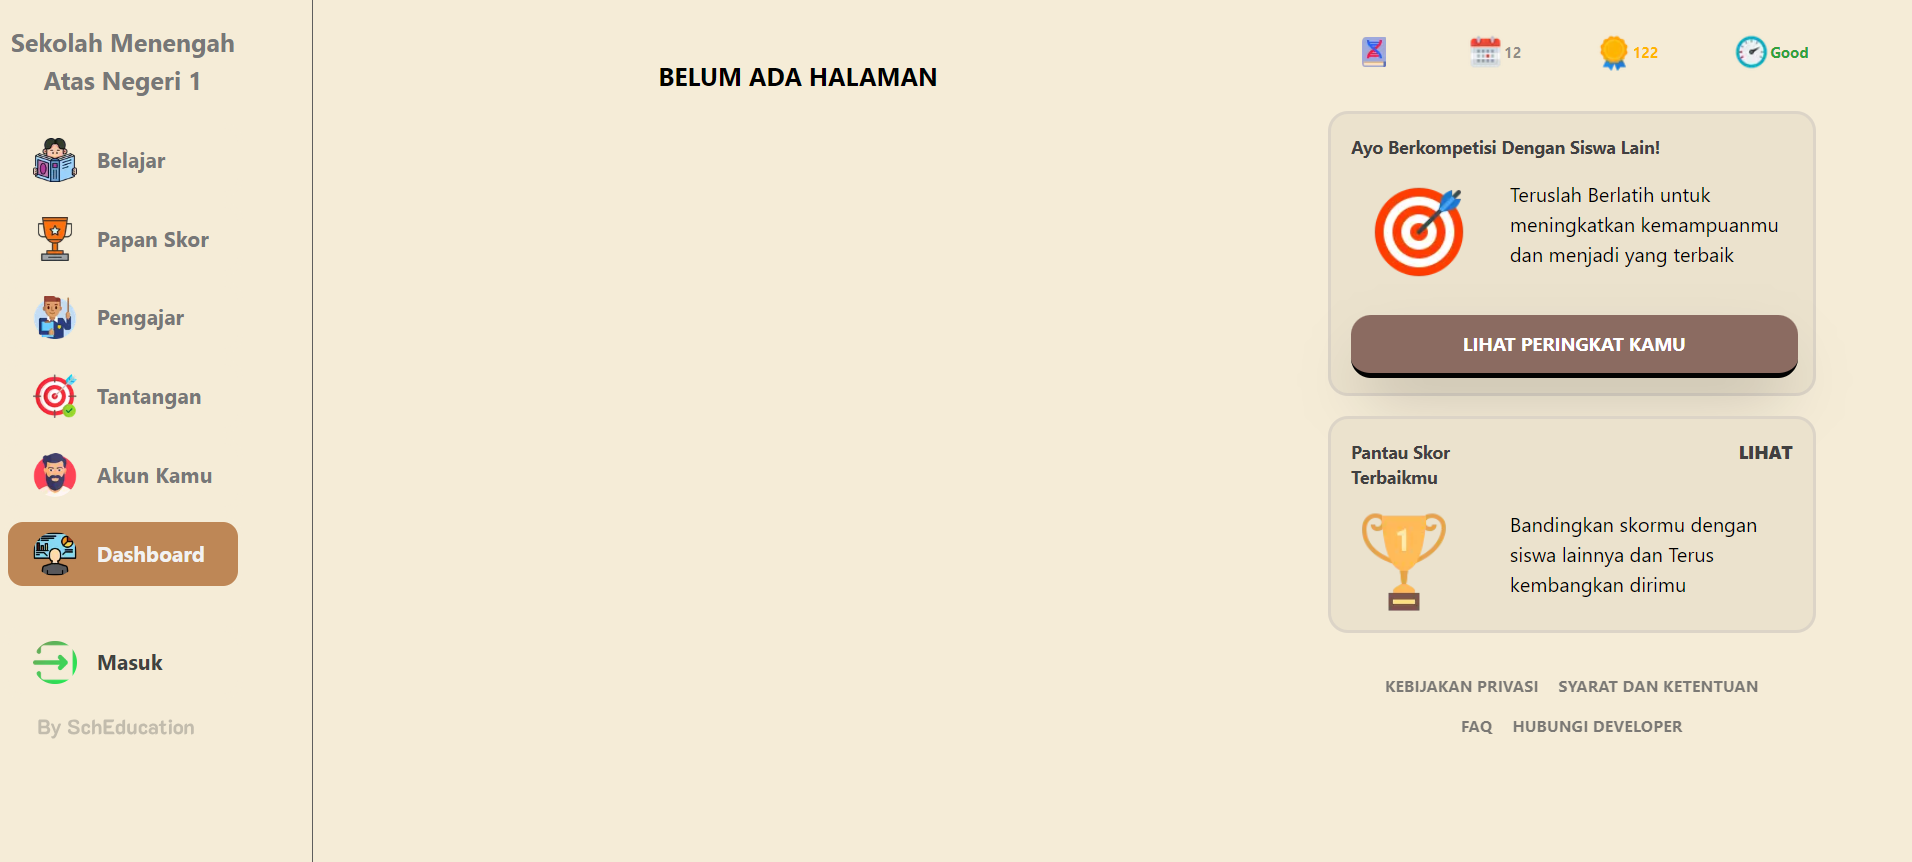 Sekolah Menengah
Atas Negeri 1
Belajar
Papan Skor
Pengajar
Tantangan
Akun Kamu
Dashboard
Masuk
By SchEducation
BELUM ADA HALAMAN
12
122
Good
Ayo Berkompetisi Dengan Siswa Lain!
Teruslah Berlatih untuk
meningkatkan kemampuanmu
dan menjadi yang terbaik
LIHAT PERINGKAT KAMU
Pantau Skor
Terbaikmu
LIHAT
1
Bandingkan skormu dengan
siswa lainnya dan Terus
kembangkan dirimu
KEBIJAKAN PRIVASI SYARAT DAN KETENTUAN
FAQ HUBUNGI DEVELOPER